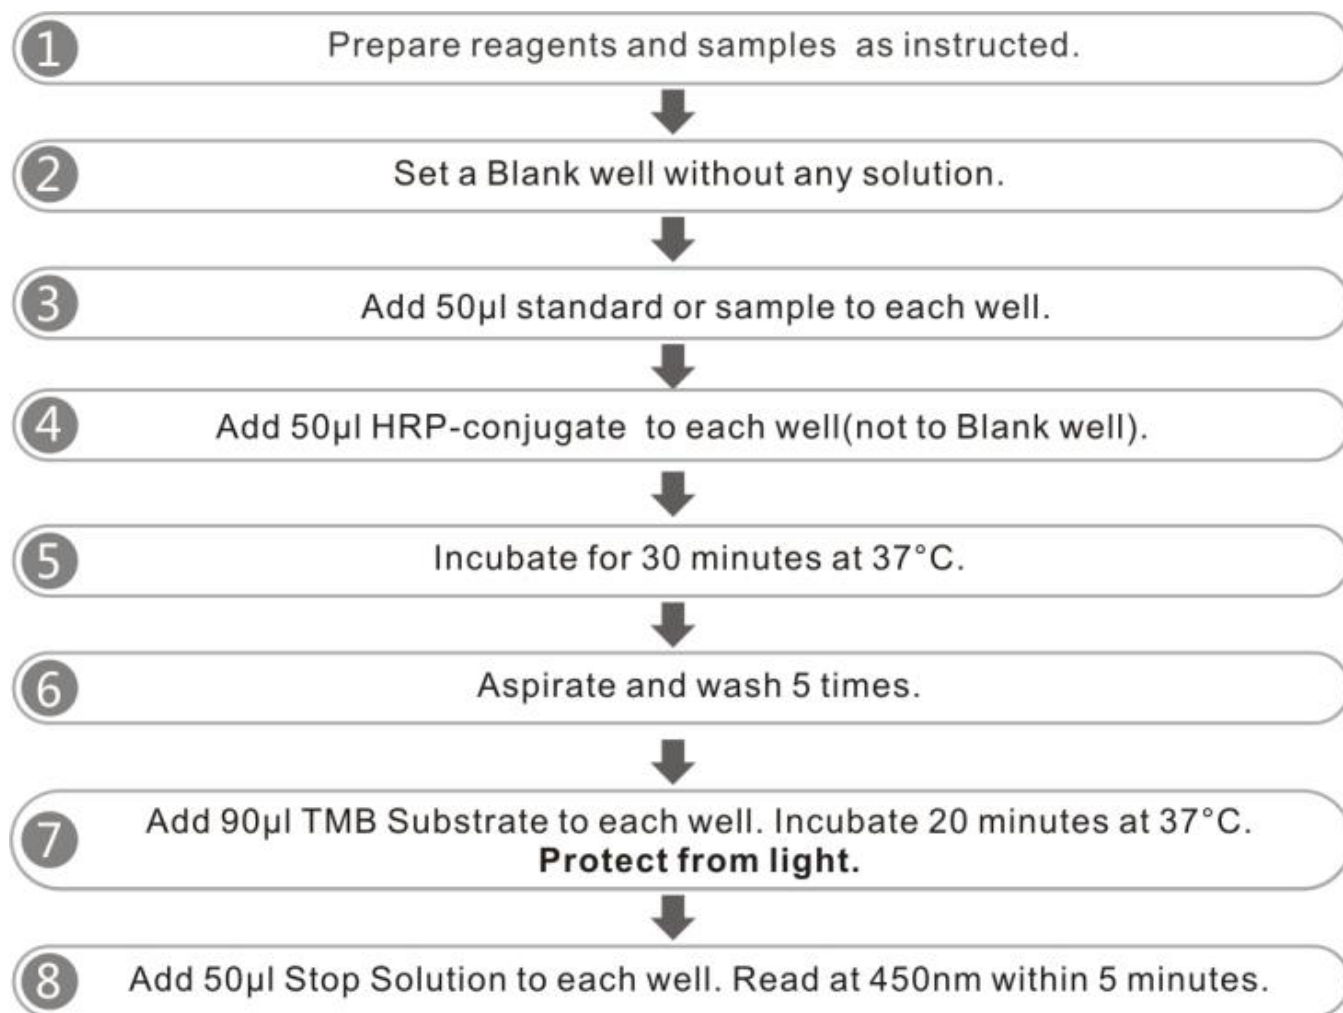 1 Prepare reagents and samples as instructed.
2 Set a Blank well without any solution.
3 Add 50µl standard or sample to each well.
4 Add 50µl HRP-conjugate to each well(not to Blank well).
5 Incubate for 30 minutes at 37°C.
6 Aspirate and wash 5 times.
7 Add 90µl TMB Substrate to each well. Incubate 20 minutes at 37°C.
Protect from light.
8 Add 50µl Stop Solution to each well. Read at 450nm within 5 minutes.